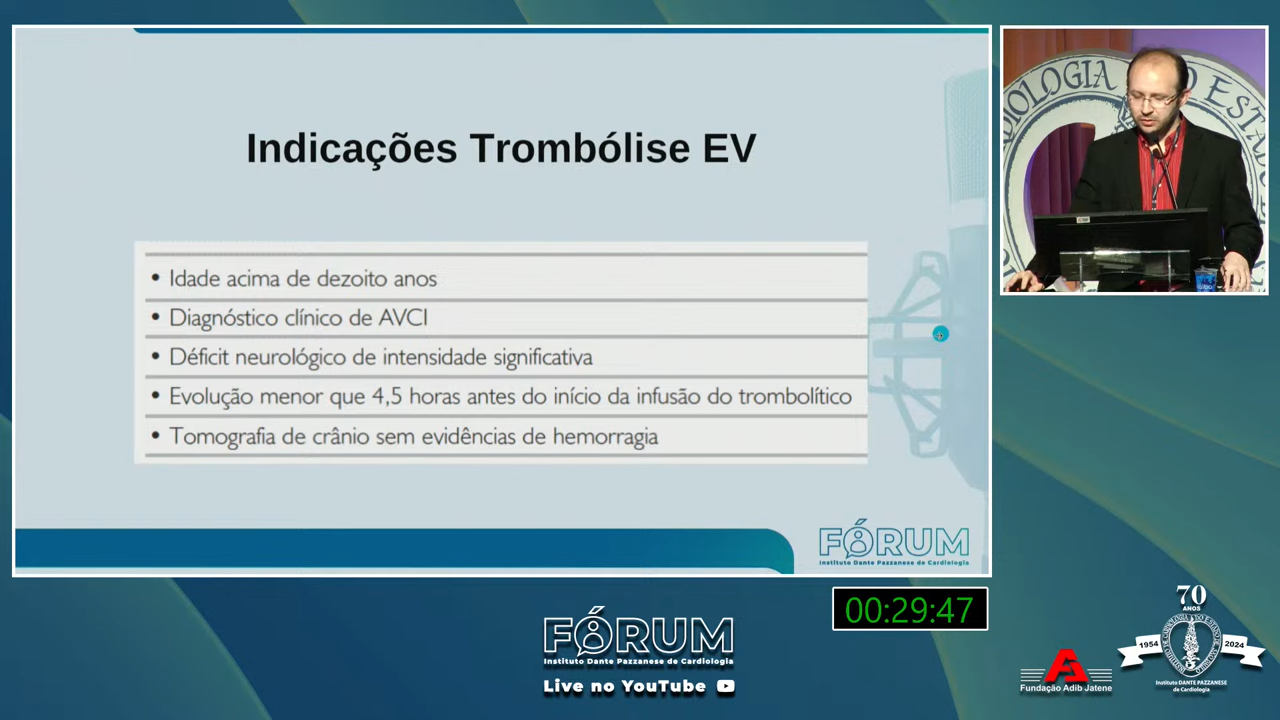 Indicações Trombólise EV
• Idade acima de dezoito anos
• Diagnóstico clínico de AVCI
• Déficit neurológico de intensidade significativa
• Evolução menor que 4,5 horas antes do início da infusão do trombolítico
• Tomografia de crânio sem evidências de hemorragia
FÓRUM
Instituto Dante Pazzanese de Cardiologia
00:29:47
FÓRUM
Instituto Dante Pazzanese de Cardiologia
Live no YouTube
Fundação Adib Jatene
70
ANOS
1954
2024
Instituto DANTE PAZZANESE
de Cardiologia